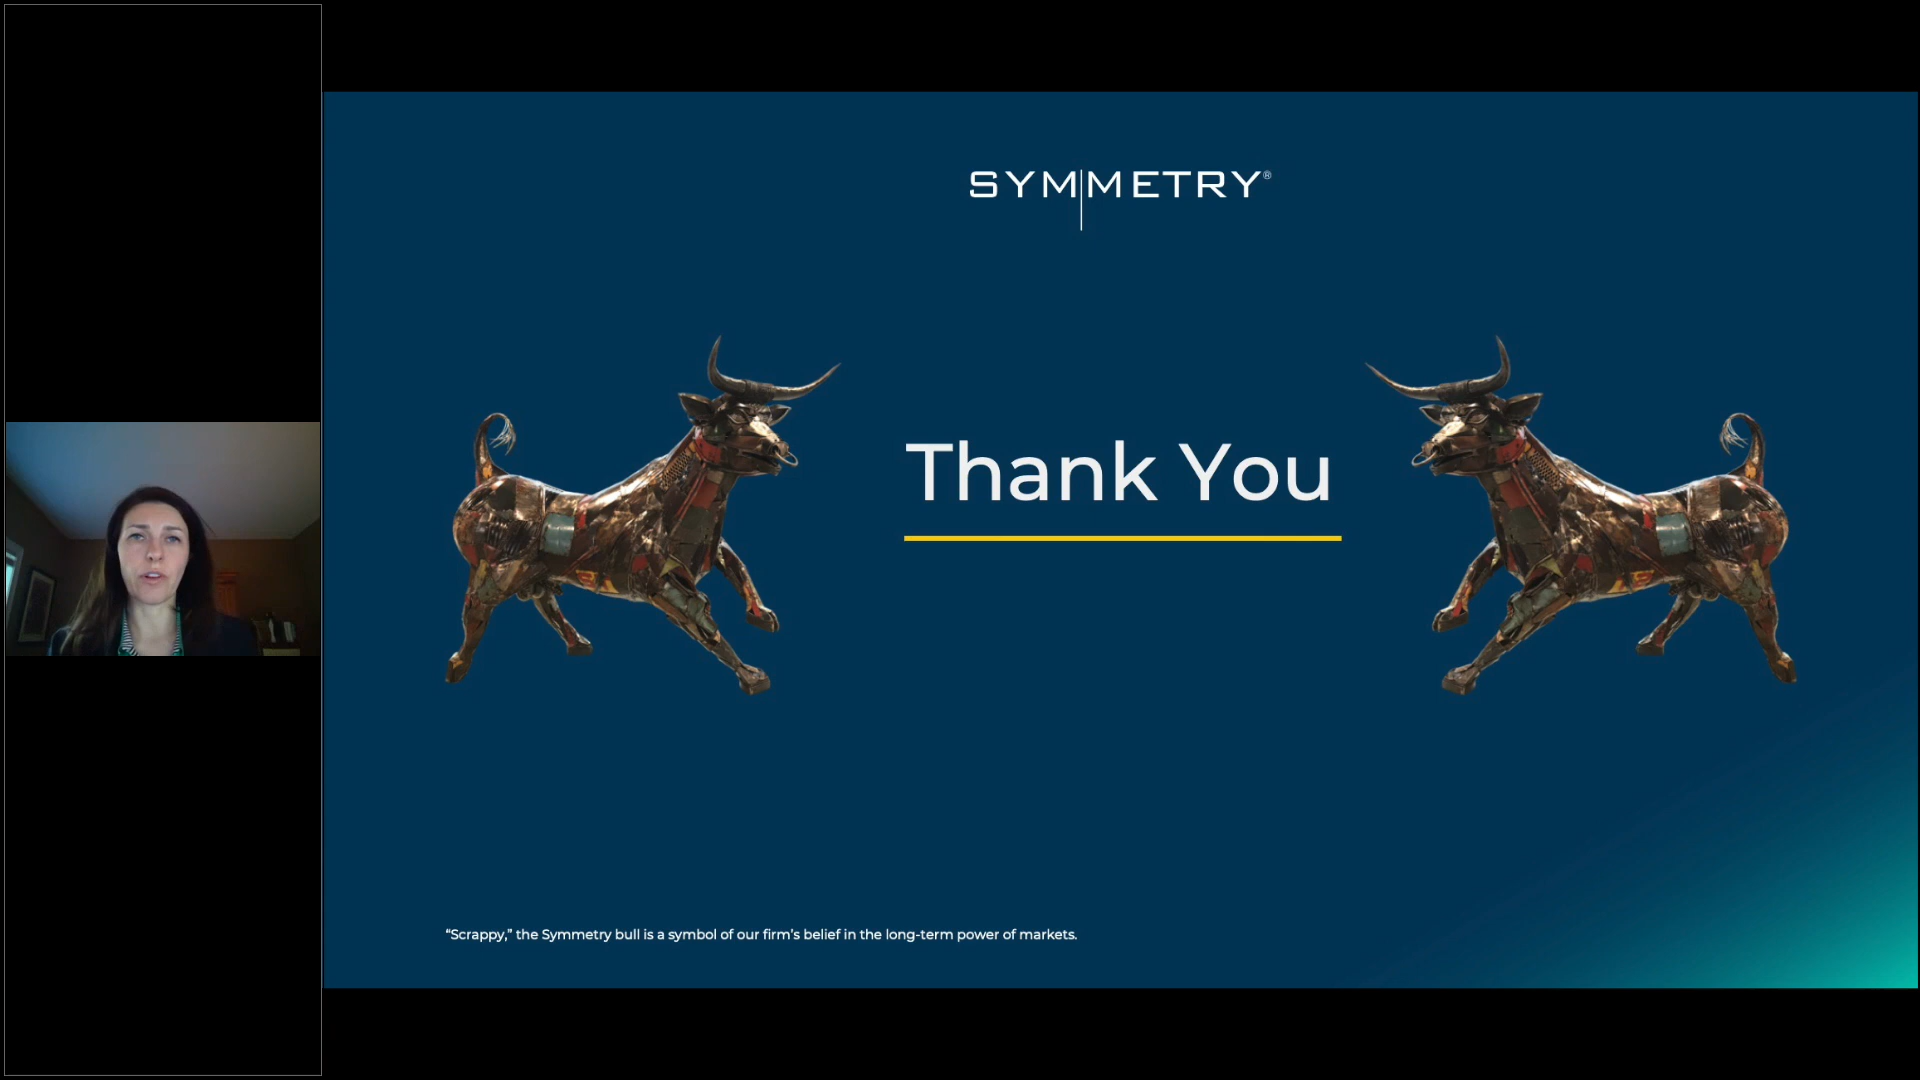 SYMMETRY®
Thank You
“Scrappy,” the Symmetry bull is a symbol of our firm’s belief in the long-term power of markets.